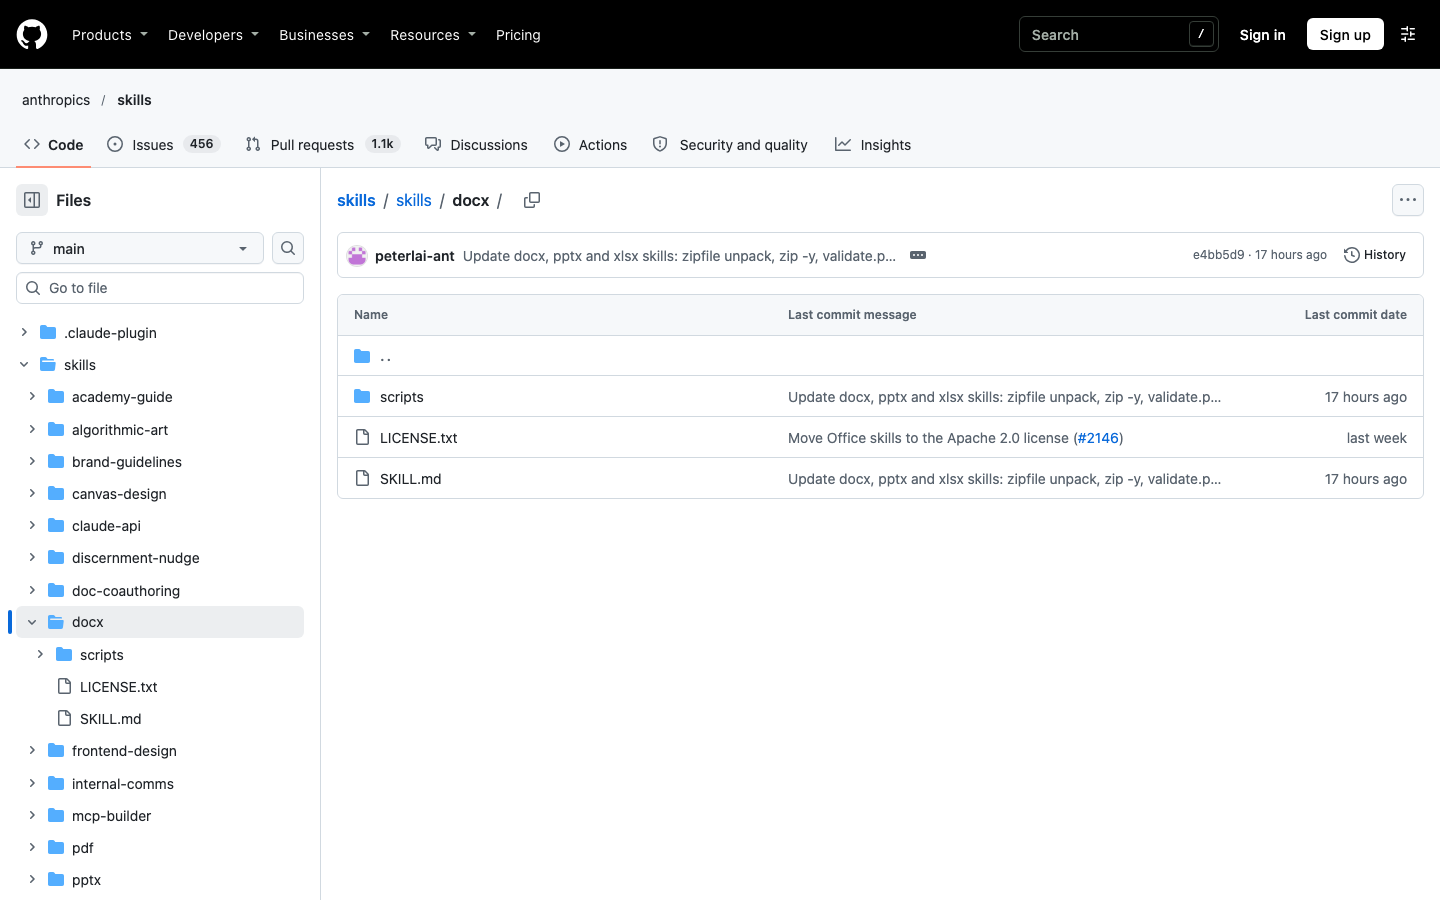 Products Developers Businesses Resources Pricing Search / Sign in Sign up
anthropics / skills
Code Issues 456 Pull requests 1.1k Discussions Actions Security and quality Insights
Files
main
Go to file
.claude-plugin
skills
academy-guide
algorithmic-art
brand-guidelines
canvas-design
claude-api
discernment-nudge
doc-coauthoring
docx
scripts
LICENSE.txt
SKILL.md
frontend-design
internal-comms
mcp-builder
pdf
pptx
skills / skills / docx /
peterlai-ant Update docx, pptx and xlsx skills: zipfile unpack, zip -y, validate.p... e4bb5d9 · 17 hours ago History
Name Last commit message Last commit date
..
scripts Update docx, pptx and xlsx skills: zipfile unpack, zip -y, validate.p... 17 hours ago
LICENSE.txt Move Office skills to the Apache 2.0 license (#2146) last week
SKILL.md Update docx, pptx and xlsx skills: zipfile unpack, zip -y, validate.p... 17 hours ago